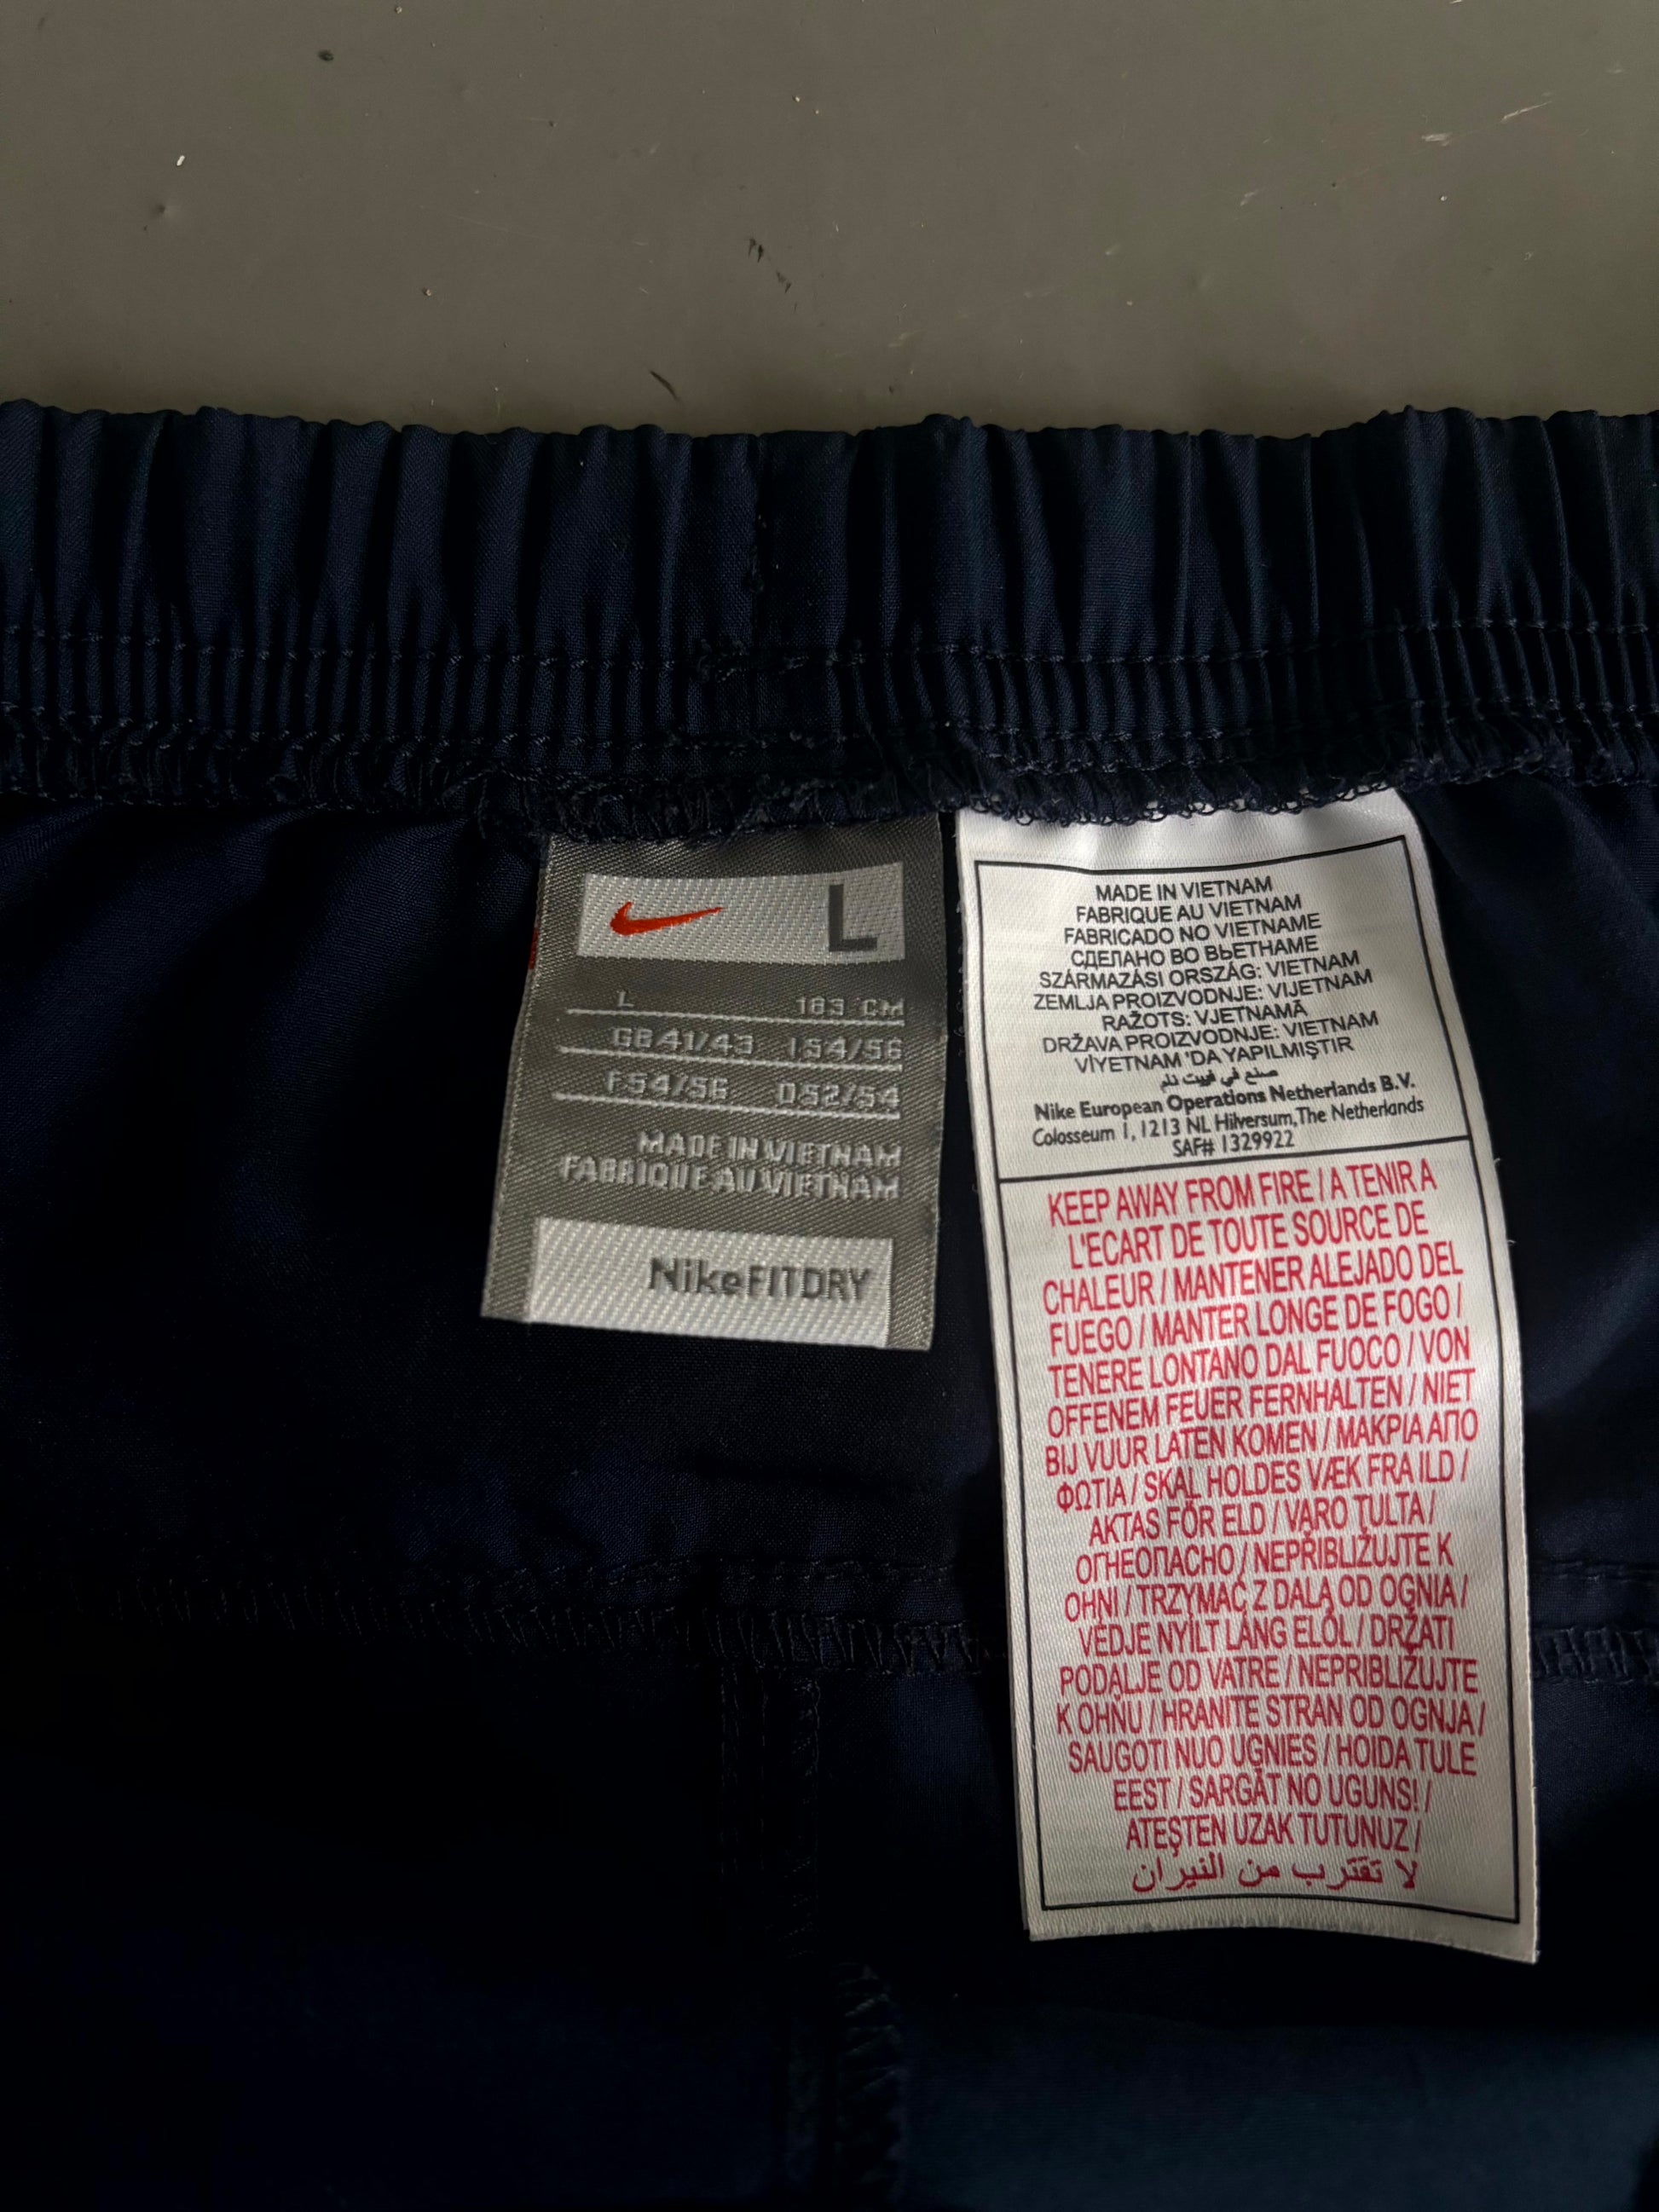 L
L 183 CM
GB 41/43 I 54/56
F 54/56 D 52/54
MADE IN VIETNAM
FABRIQUE AU VIETNAM
NikeFITDRY
MADE IN VIETNAM
FABRIQUE AU VIETNAM
FABRICADO NO VIETNAME
СДЕЛАНО ВО ВЬЕТНАМЕ
SZÁRMAZÁSI ORSZÁG: VIETNAM
ZEMLJA PROIZVODNJE: VIJETNAM
RAŽOTS: VJETNAMĀ
DRŽAVA PROIZVODNJE: VIETNAM
VİYETNAM 'DA YAPILMIŞTIR
صنع في فييت نام
Nike European Operations Netherlands B.V.
Colosseum 1, 1213 NL Hilversum, The Netherlands
SAF# 1329922
KEEP AWAY FROM FIRE / A TENIR A
L'ECART DE TOUTE SOURCE DE
CHALEUR / MANTENER ALEJADO DEL
FUEGO / MANTER LONGE DE FOGO /
TENERE LONTANO DAL FUOCO / VON
OFFENEM FEUER FERNHALTEN / NIET
BIJ VUUR LATEN KOMEN / ΜΑΚΡΙΑ ΑΠΟ
ΦΩΤΙΑ / SKAL HOLDES VÆK FRA ILD /
AKTAS FÖR ELD / VARO TULTA /
ОГНЕОПАСНО / NEPŘIBLIŽUJTE K
OHNI / TRZYMAĆ Z DALA OD OGNIA /
VÉDJE NYÍLT LÁNG ELÖL / DRŽATI
PODALJE OD VATRE / NEPRIBLIŽUJTE
K OHŇU / HRANITE STRAN OD OGNJA /
SAUGOTI NUO UGNIES / HOIDA TULE
EEST / SARGĀT NO UGUNS! /
ATEŞTEN UZAK TUTUNUZ /
لا تقترب من النيران